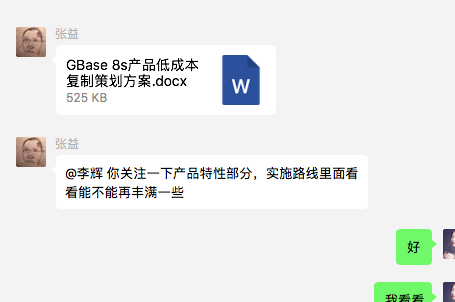 张益
GBase 8s产品低成本
复制策划方案.docx
525 KB
W
张益
@李辉 你关注一下产品特性部分，实施路线里面看
看能不能再丰满一些
好
我看看